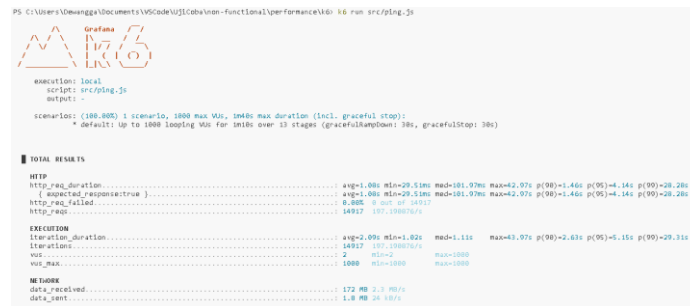 PS C:\Users\Dewangga\Documents\VSCode\UjiCoba\non-functional\performance\k6> k6 run src/ping.js
Grafana
execution: local
script: src/ping.js
output: -
scenarios: (100.00%) 1 scenario, 1000 max VUs, 1m40s max duration (incl. graceful stop):
* default: Up to 1000 looping VUs for 1m10s over 13 stages (gracefulRampDown: 30s, gracefulStop: 30s)
TOTAL RESULTS
HTTP
http_req_duration: avg=1.08s min=29.51ms med=101.97ms max=42.97s p(90)=1.46s p(95)=4.14s p(99)=28.28s
{ expected_response:true }: avg=1.08s min=29.51ms med=101.97ms max=42.97s p(90)=1.46s p(95)=4.14s p(99)=28.28s
http_req_failed: 0.00% 0 out of 14917
http_reqs: 14917
EXECUTION
iteration_duration: avg=2.09s min=1.02s med=1.11s max=43.97s p(90)=2.63s p(95)=5.15s p(99)=29.31s
iterations: 14917
vus: 2 min=2 max=1000
vus_max: 1000 min=1000 max=1000
NETWORK
data_received: 172 MB 2.3 MB/s
data_sent: 1.8 MB 24 kB/s